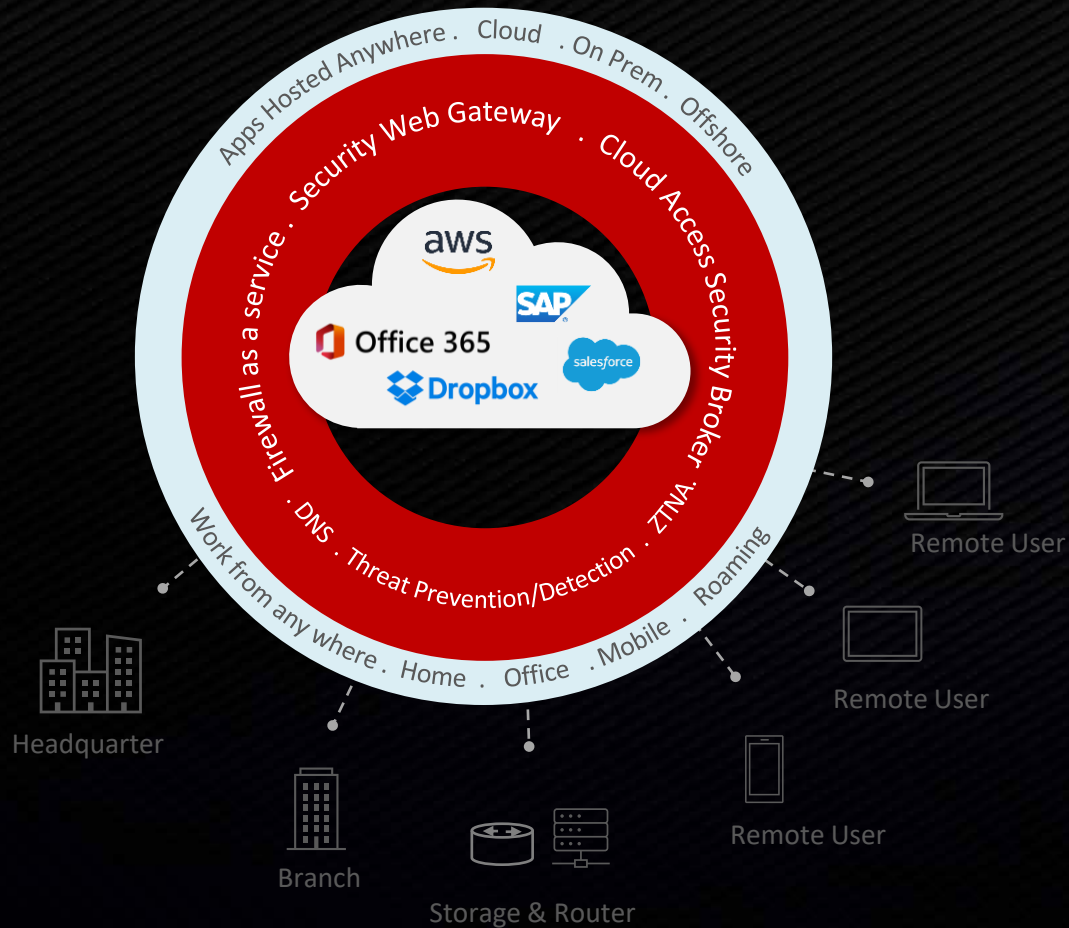 Apps Hosted Anywhere . Cloud . On Prem . Offshore
Firewall as a service . Security Web Gateway . Cloud Access Security Broker
. DNS . Threat Prevention/Detection . ZTNA.
aws
SAP
®
Office 365
salesforce
Dropbox
Work from any where . Home . Office . Mobile . Roaming
Remote User
Remote User
Headquarter
Remote User
Branch
Storage & Router